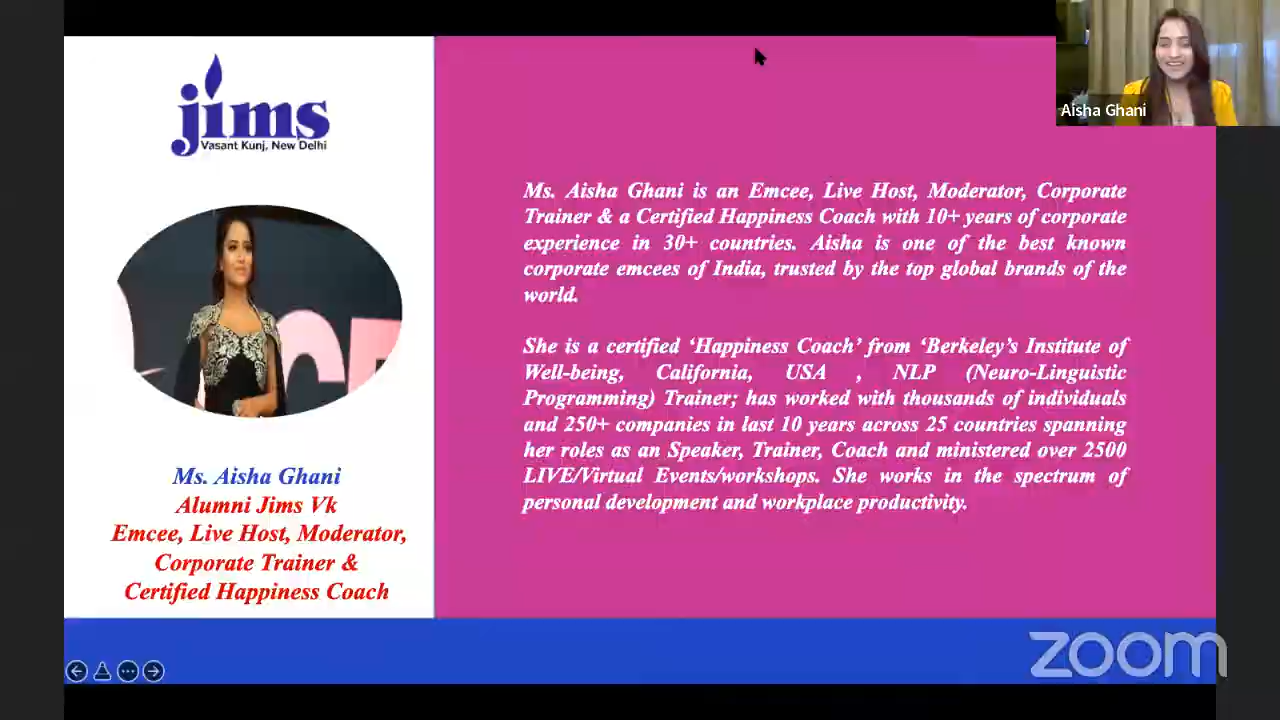 jims
Vasant Kunj, New Delhi
Aisha Ghani
Ms. Aisha Ghani is an Emcee, Live Host, Moderator, Corporate
Trainer & a Certified Happiness Coach with 10+ years of corporate
experience in 30+ countries. Aisha is one of the best known
corporate emcees of India, trusted by the top global brands of the
world.
She is a certified ‘Happiness Coach’ from ‘Berkeley’s Institute of
Well-being, California, USA , NLP (Neuro-Linguistic
Programming) Trainer; has worked with thousands of individuals
and 250+ companies in last 10 years across 25 countries spanning
her roles as an Speaker, Trainer, Coach and ministered over 2500
LIVE/Virtual Events/workshops. She works in the spectrum of
personal development and workplace productivity.
Ms. Aisha Ghani
Alumni Jims Vk
Emcee, Live Host, Moderator,
Corporate Trainer &
Certified Happiness Coach
zoom